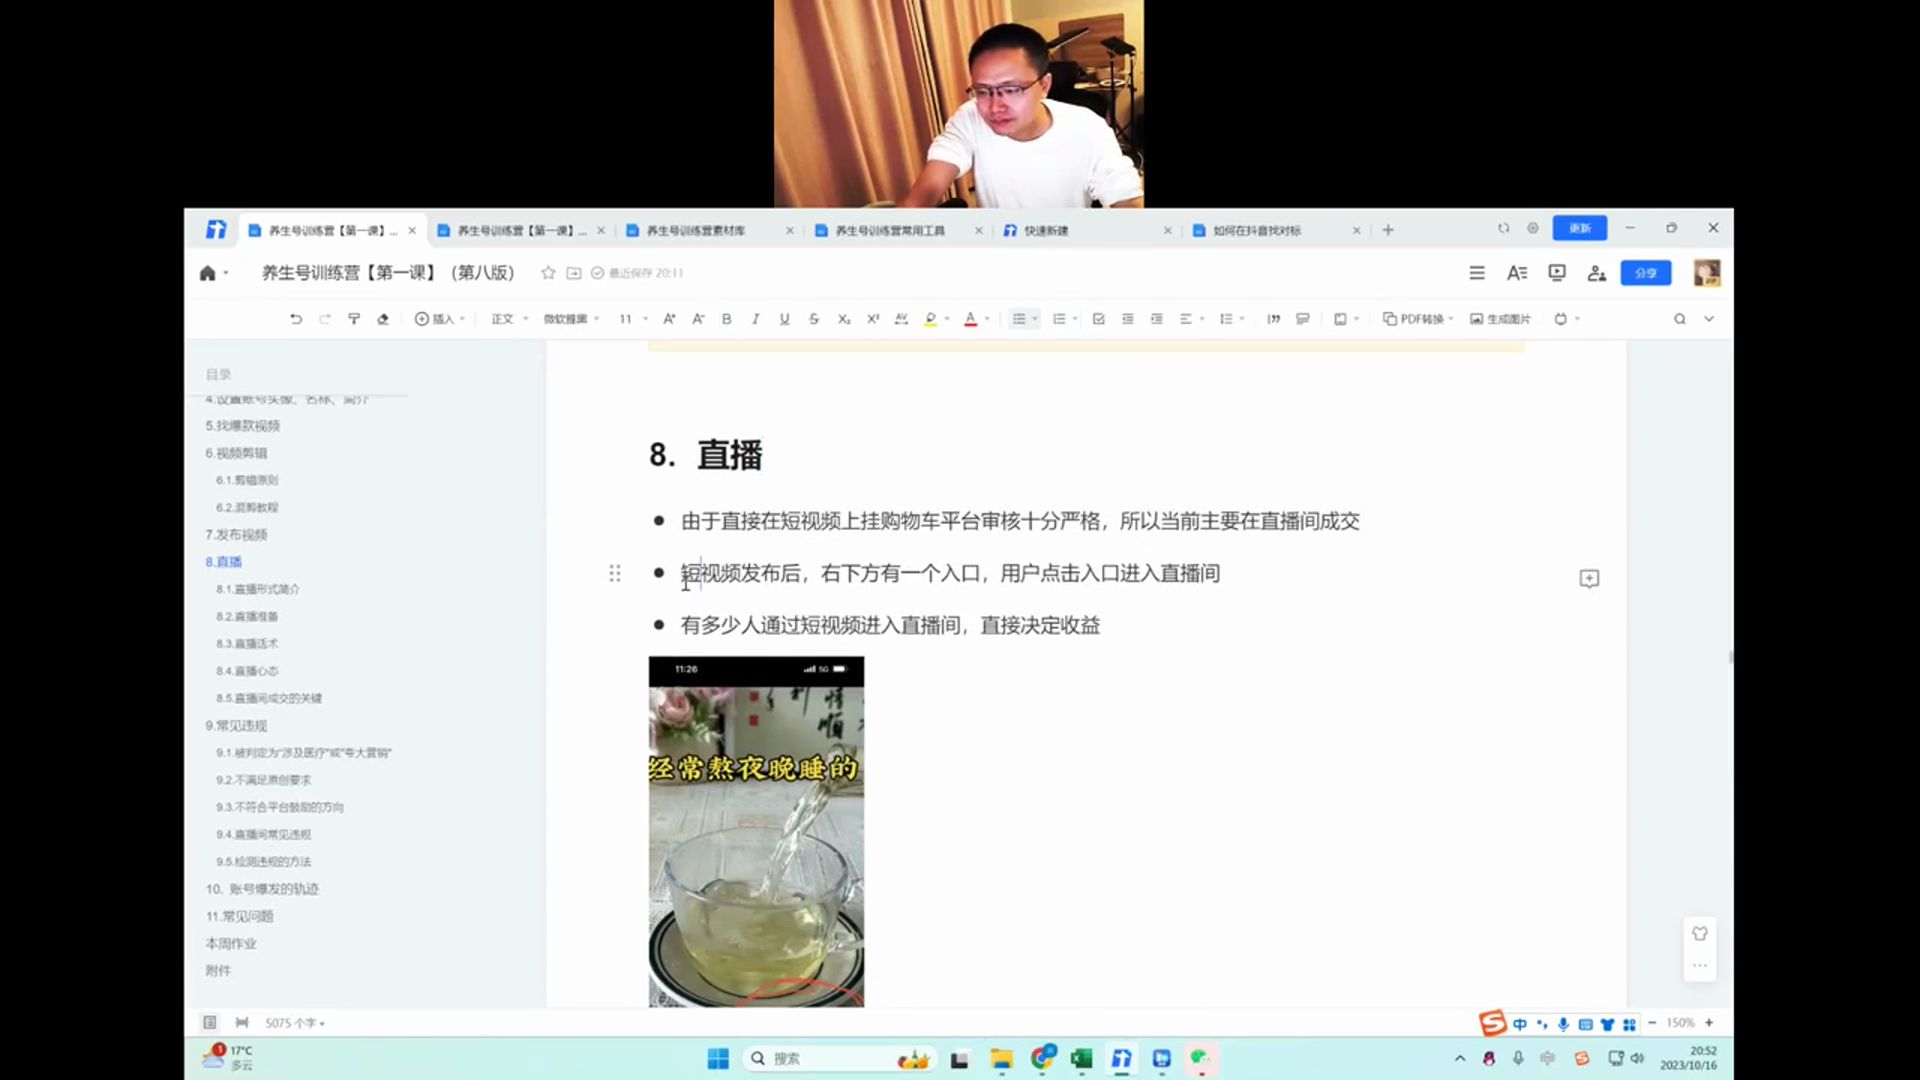 养生号训练营【第一课】...
养生号训练营【第一课】...
养生号训练营素材库
养生号训练营常用工具
快速新建
如何在抖音找对标
更新
养生号训练营【第一课】（第八版）
最近保存 20:11
分享
插入
正文
微软雅黑
11
PDF转换
生成图片
目录
4.设置账号头像、名称、简介
5.找爆款视频
6.视频剪辑
6.1.剪辑原则
6.2.混剪教程
7.发布视频
8.直播
8.1.直播形式简介
8.2.直播准备
8.3.直播话术
8.4.直播心态
8.5.直播间成交的关键
9.常见违规
9.1.被判定为“涉及医疗”或“夸大营销”
9.2.不满足原创要求
9.3.不符合平台鼓励的方向
9.4.直播间常见违规
9.5.检测违规的方法
10. 账号爆发的轨迹
11.常见问题
本周作业
附件
8. 直播
由于直接在短视频上挂购物车平台审核十分严格，所以当前主要在直播间成交
短视频发布后，右下方有一个入口，用户点击入口进入直播间
有多少人通过短视频进入直播间，直接决定收益
11:26
5G
经常熬夜晚睡的
5075 个字
中
150%
17°C
多云
搜索
20:52
2023/10/16